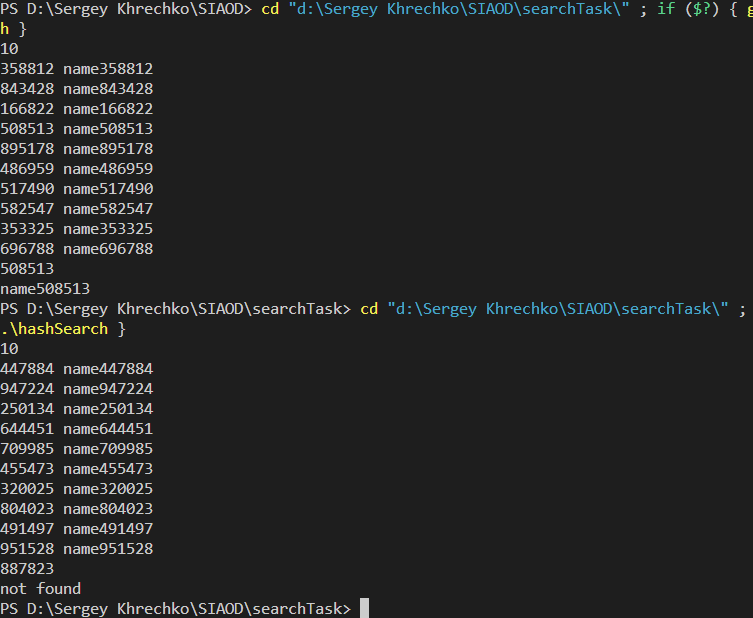 PS D:\Sergey Khrechko\SIAOD> cd "d:\Sergey Khrechko\SIAOD\searchTask\" ; if ($?) { g
h }
10
358812 name358812
843428 name843428
166822 name166822
508513 name508513
895178 name895178
486959 name486959
517490 name517490
582547 name582547
353325 name353325
696788 name696788
508513
name508513
PS D:\Sergey Khrechko\SIAOD\searchTask> cd "d:\Sergey Khrechko\SIAOD\searchTask\" ;
.\hashSearch }
10
447884 name447884
947224 name947224
250134 name250134
644451 name644451
709985 name709985
455473 name455473
320025 name320025
804023 name804023
491497 name491497
951528 name951528
887823
not found
PS D:\Sergey Khrechko\SIAOD\searchTask>